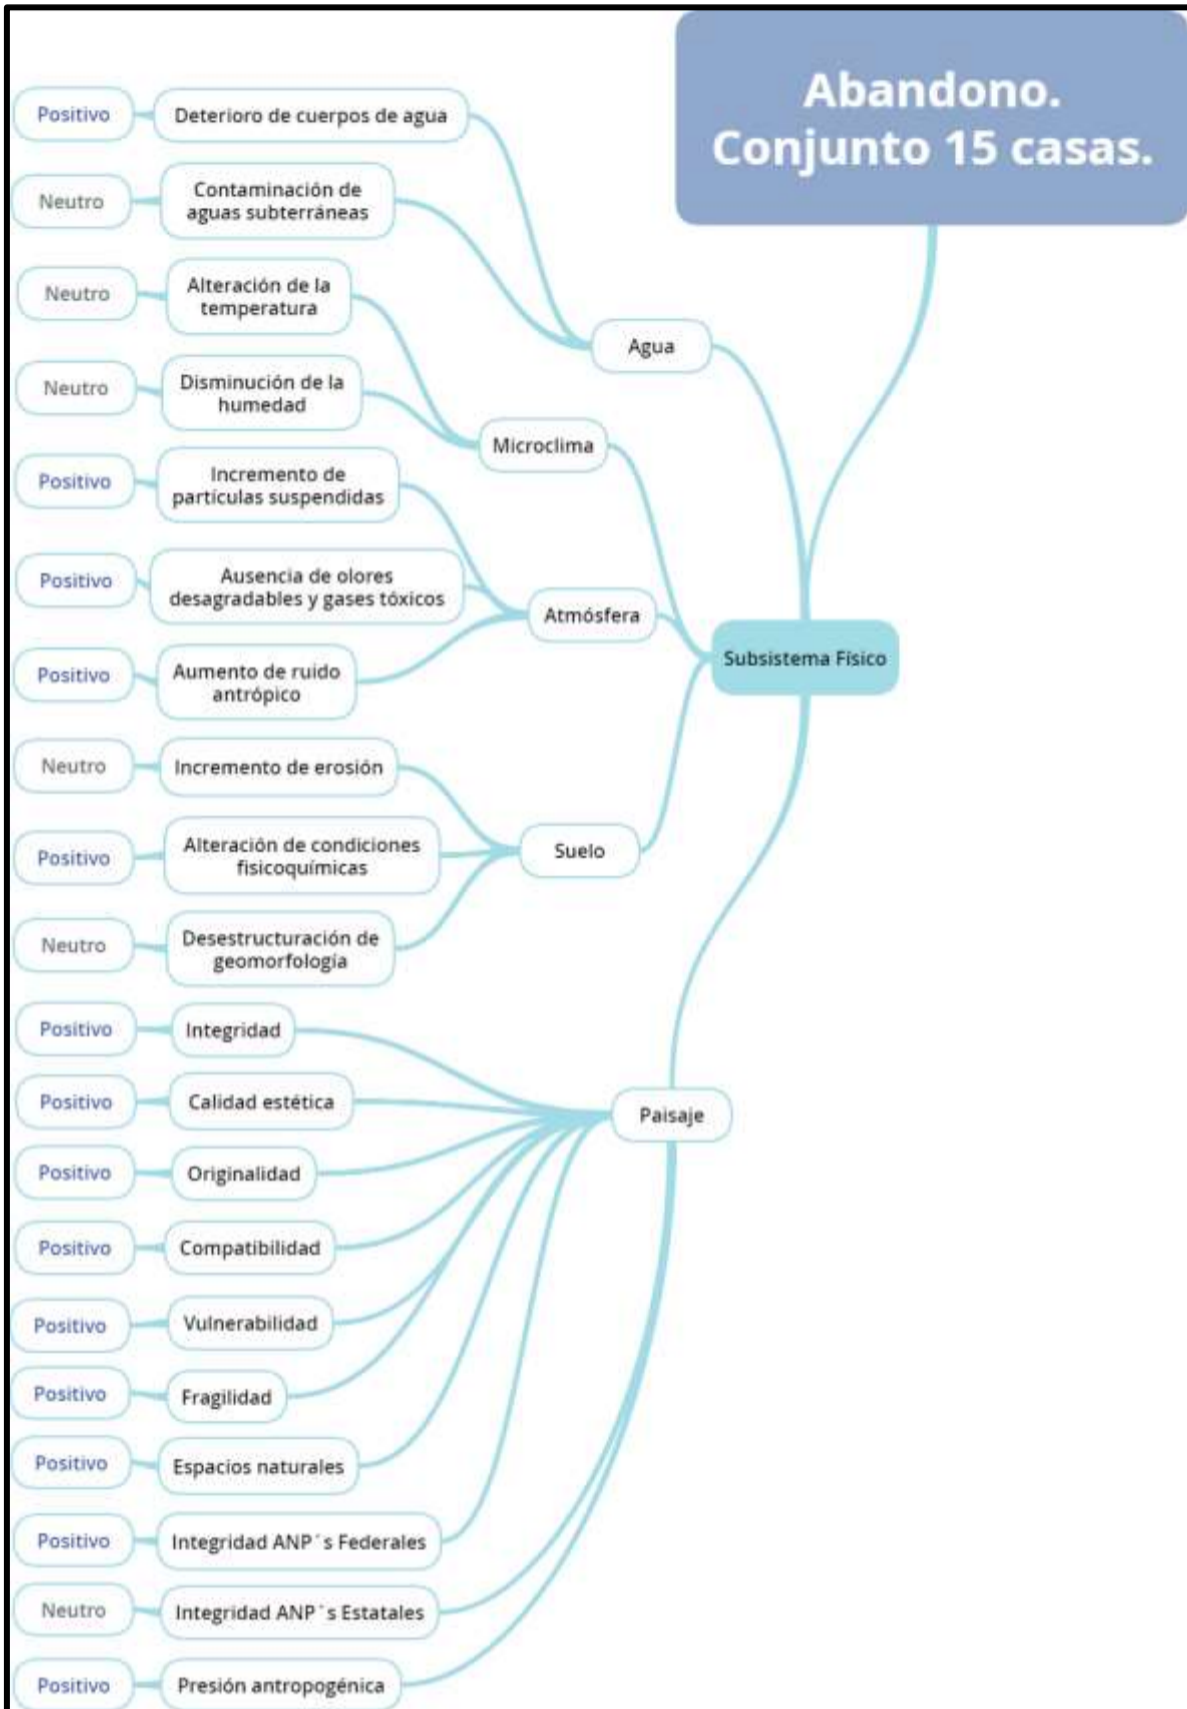 Abandono.
Conjunto 15 casas.
Positivo
Deterioro de cuerpos de agua
Neutro
Contaminación de
aguas subterráneas
Neutro
Alteración de la
temperatura
Agua
Neutro
Disminución de la
humedad
Microclima
Positivo
Incremento de
partículas suspendidas
Positivo
Ausencia de olores
desagradables y gases tóxicos
Atmósfera
Subsistema Físico
Positivo
Aumento de ruido
antrópico
Neutro
Incremento de erosión
Positivo
Alteración de condiciones
fisicoquímicas
Suelo
Neutro
Desestructuración de
geomorfología
Positivo
Integridad
Positivo
Calidad estética
Paisaje
Positivo
Originalidad
Positivo
Compatibilidad
Positivo
Vulnerabilidad
Positivo
Fragilidad
Positivo
Espacios naturales
Positivo
Integridad ANP´s Federales
Neutro
Integridad ANP´s Estatales
Positivo
Presión antropogénica